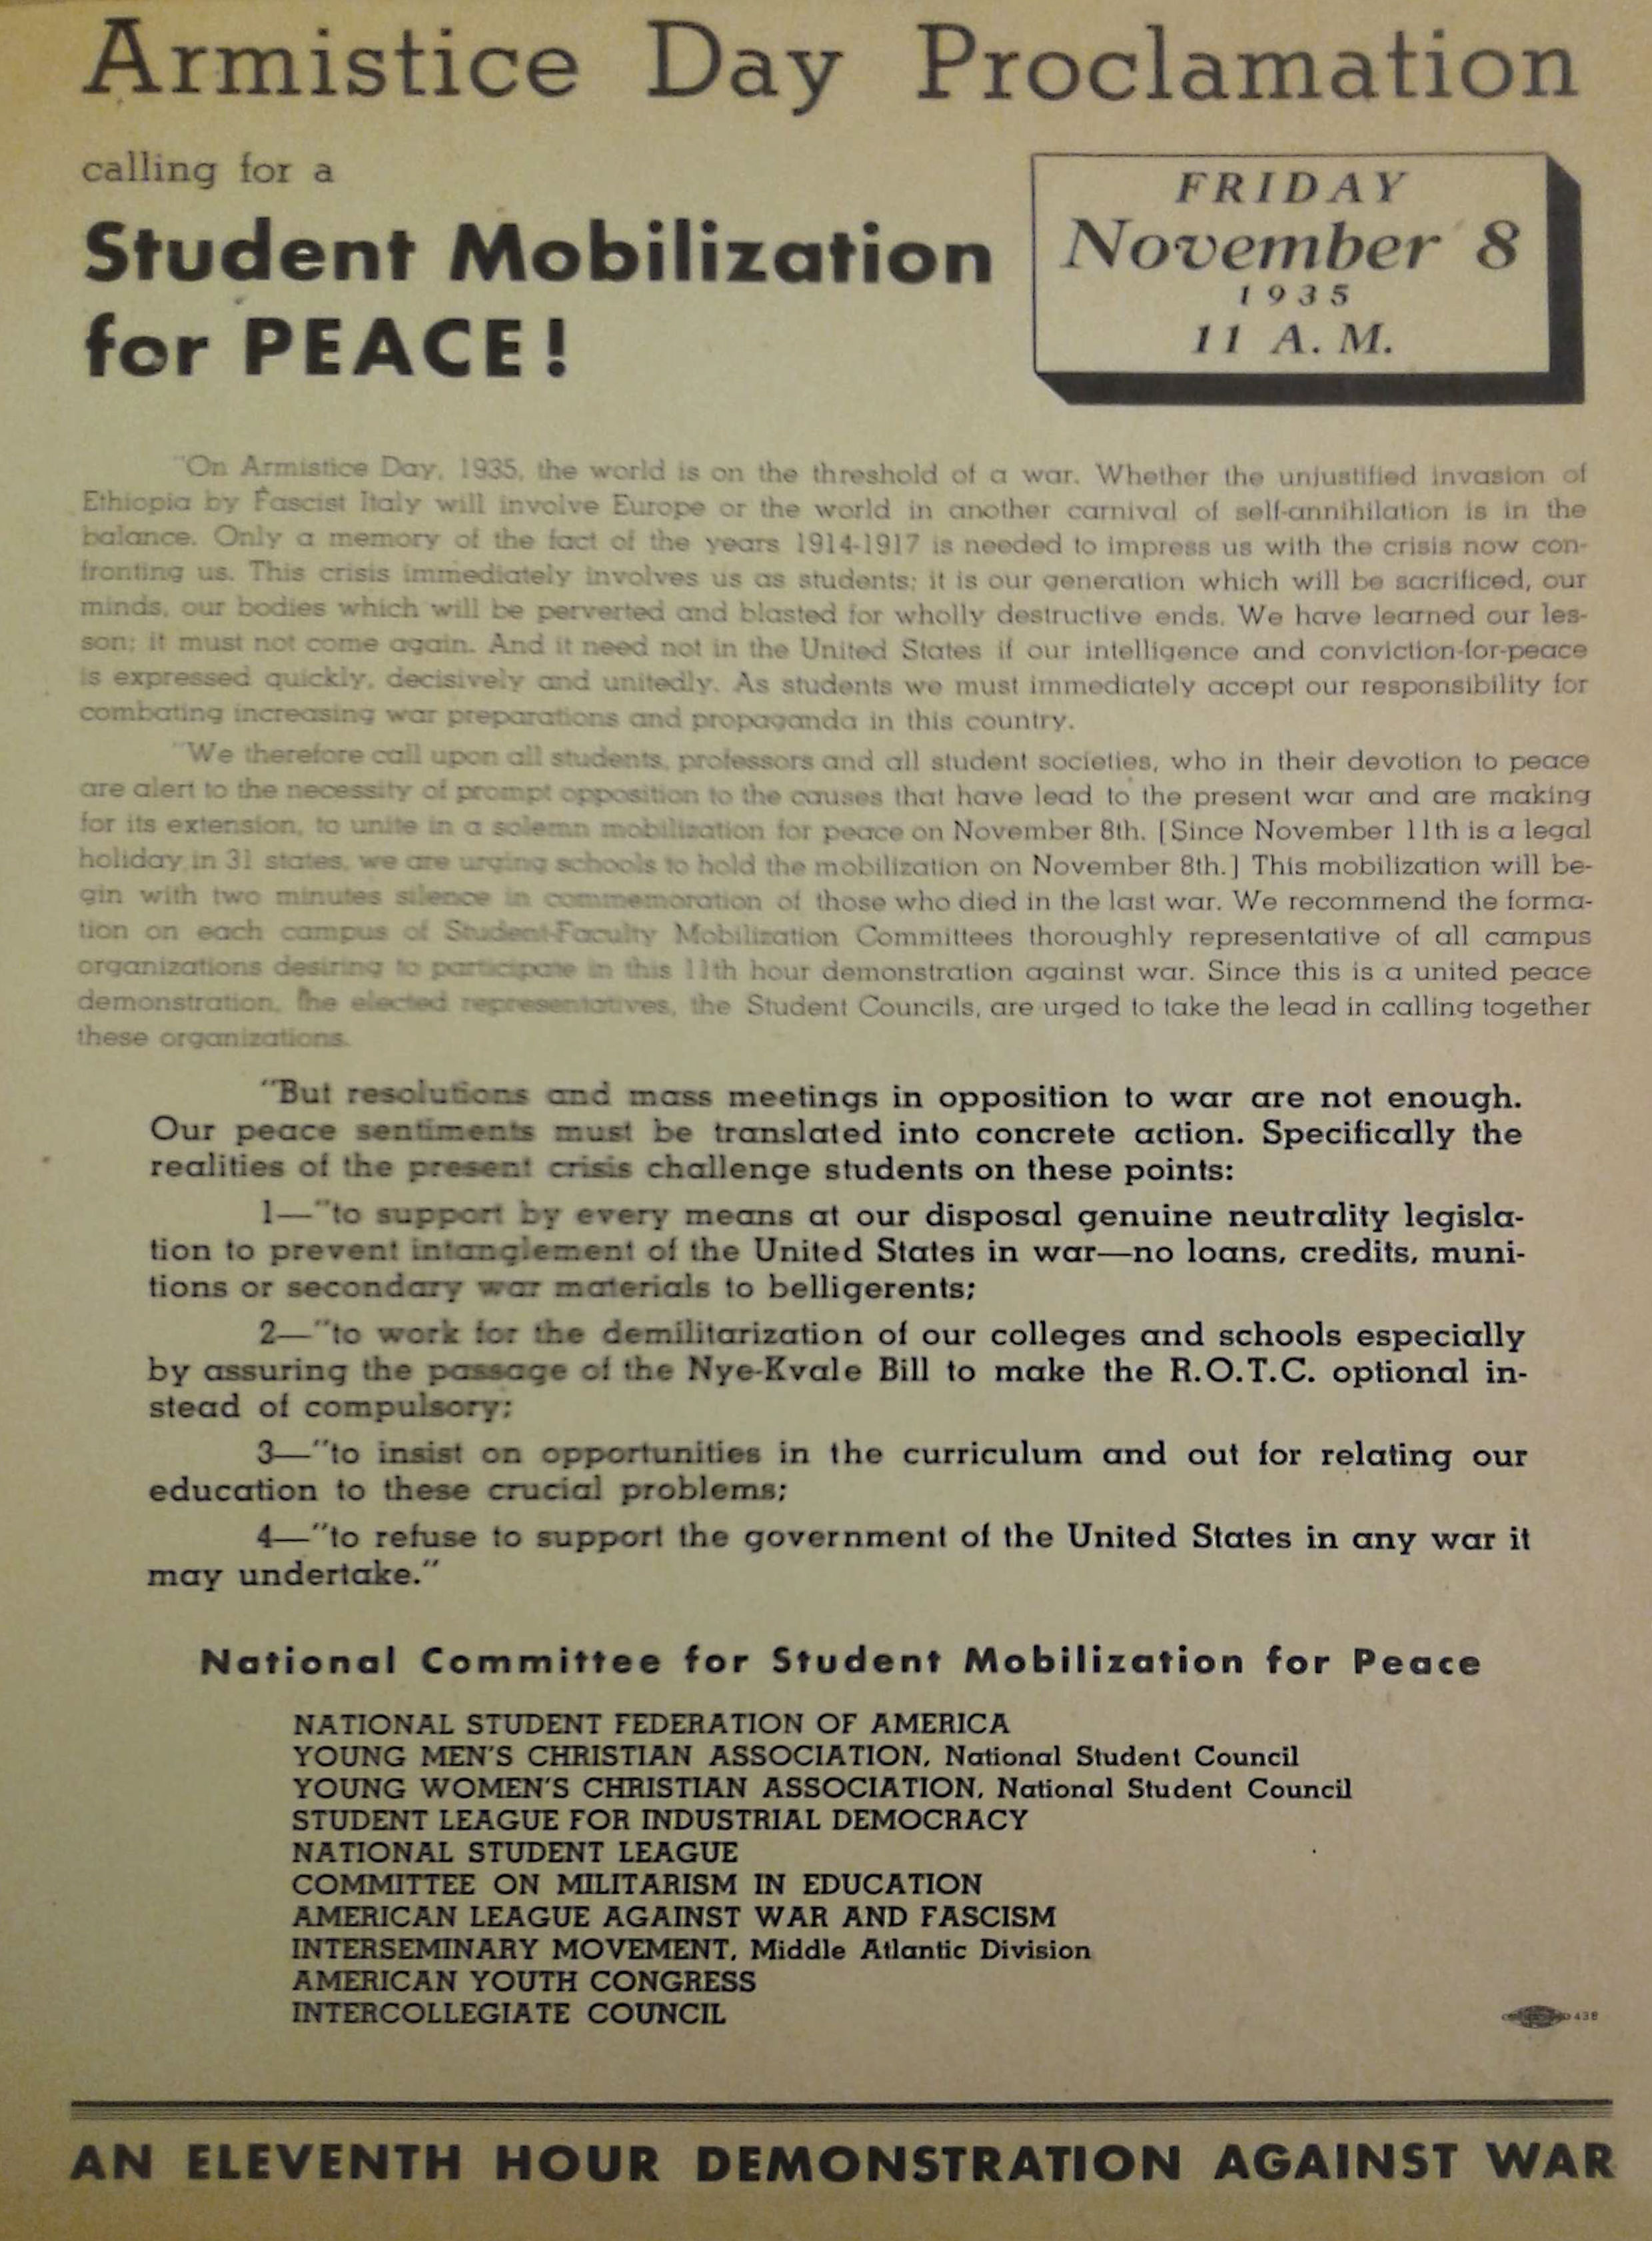 Armistice Day Proclamation
calling for a
Student Mobilization
for PEACE!
FRIDAY
November 8
1935
11 A. M.
"On Armistice Day, 1935, the world is on the threshold of a war. Whether the unjustified invasion of
Ethiopia by Fascist Italy will involve Europe or the world in another carnival of self-annihilation is in the
balance. Only a memory of the fact of the years 1914-1917 is needed to impress us with the crisis now con-
fronting us. This crisis immediately involves us as students; it is our generation which will be sacrificed, our
minds, our bodies which will be perverted and blasted for wholly destructive ends. We have learned our les-
son; it must not come again. And it need not in the United States if our intelligence and conviction-for-peace
is expressed quickly, decisively and unitedly. As students we must immediately accept our responsibility for
combating increasing war preparations and propaganda in this country.
"We therefore call upon all students, professors and all student societies, who in their devotion to peace
are alert to the necessity of prompt opposition to the causes that have lead to the present war and are making
for its extension, to unite in a solemn mobilization for peace on November 8th. [Since November 11th is a legal
holiday in 31 states, we are urging schools to hold the mobilization on November 8th.] This mobilization will be-
gin with two minutes silence in commemoration of those who died in the last war. We recommend the forma-
tion on each campus of Student-Faculty Mobilization Committees thoroughly representative of all campus
organizations desiring to participate in this 11th hour demonstration against war. Since this is a united peace
demonstration, the elected representatives, the Student Councils, are urged to take the lead in calling together
these organizations.
"But resolutions and mass meetings in opposition to war are not enough.
Our peace sentiments must be translated into concrete action. Specifically the
realities of the present crisis challenge students on these points:
1—"to support by every means at our disposal genuine neutrality legisla-
tion to prevent intanglement of the United States in war—no loans, credits, muni-
tions or secondary war materials to belligerents;
2—"to work for the demilitarization of our colleges and schools especially
by assuring the passage of the Nye-Kvale Bill to make the R.O.T.C. optional in-
stead of compulsory;
3—"to insist on opportunities in the curriculum and out for relating our
education to these crucial problems;
4—"to refuse to support the government of the United States in any war it
may undertake."
National Committee for Student Mobilization for Peace
NATIONAL STUDENT FEDERATION OF AMERICA
YOUNG MEN'S CHRISTIAN ASSOCIATION, National Student Council
YOUNG WOMEN'S CHRISTIAN ASSOCIATION, National Student Council
STUDENT LEAGUE FOR INDUSTRIAL DEMOCRACY
NATIONAL STUDENT LEAGUE
COMMITTEE ON MILITARISM IN EDUCATION
AMERICAN LEAGUE AGAINST WAR AND FASCISM
INTERSEMINARY MOVEMENT, Middle Atlantic Division
AMERICAN YOUTH CONGRESS
INTERCOLLEGIATE COUNCIL
438
AN ELEVENTH HOUR DEMONSTRATION AGAINST WAR